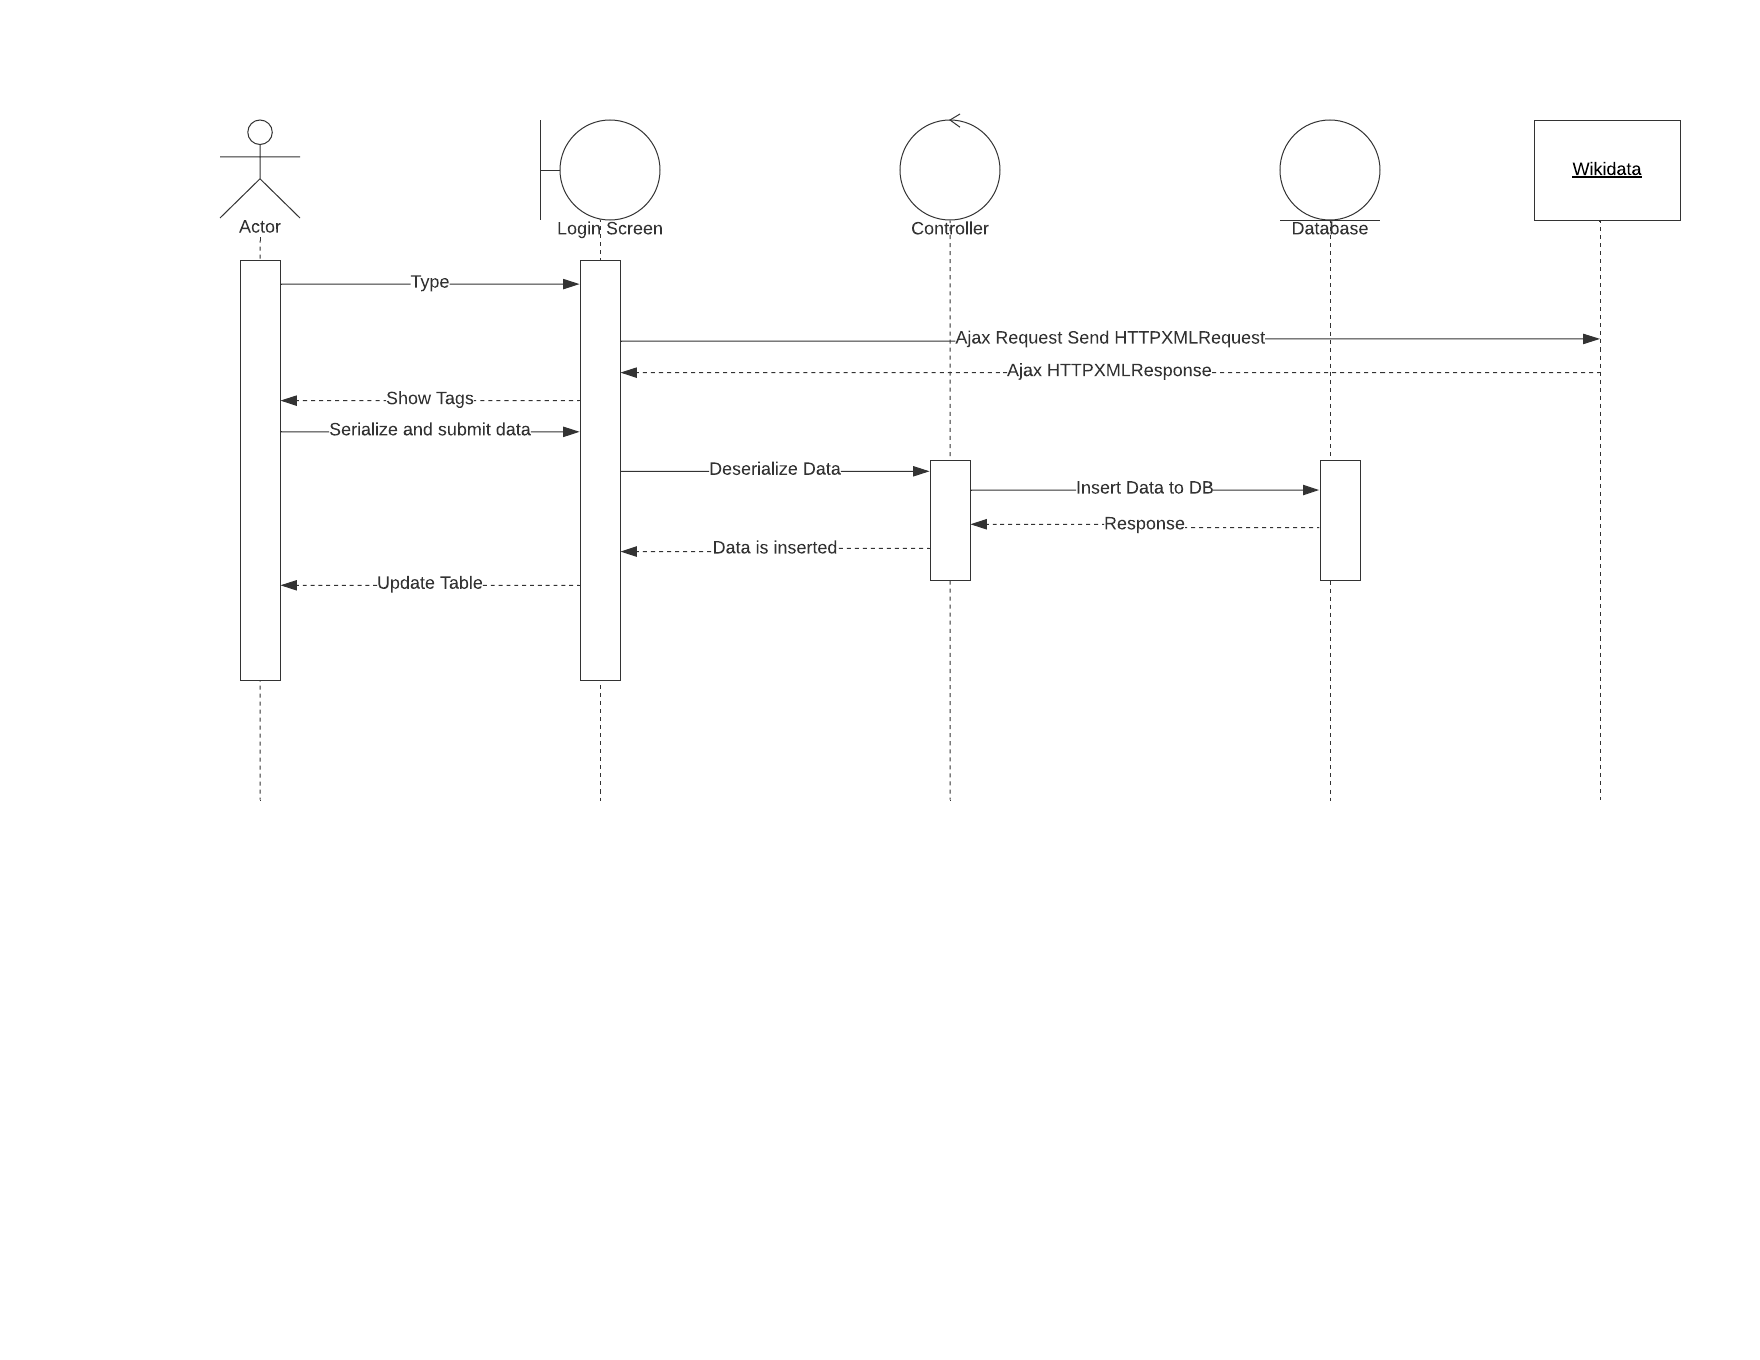 Wikidata
Actor
Login Screen
Controller
Database
Type
Ajax Request Send HTTPXMLRequest
Ajax HTTPXMLResponse
Show Tags
Serialize and submit data
Deserialize Data
Insert Data to DB
Response
Data is inserted
Update Table